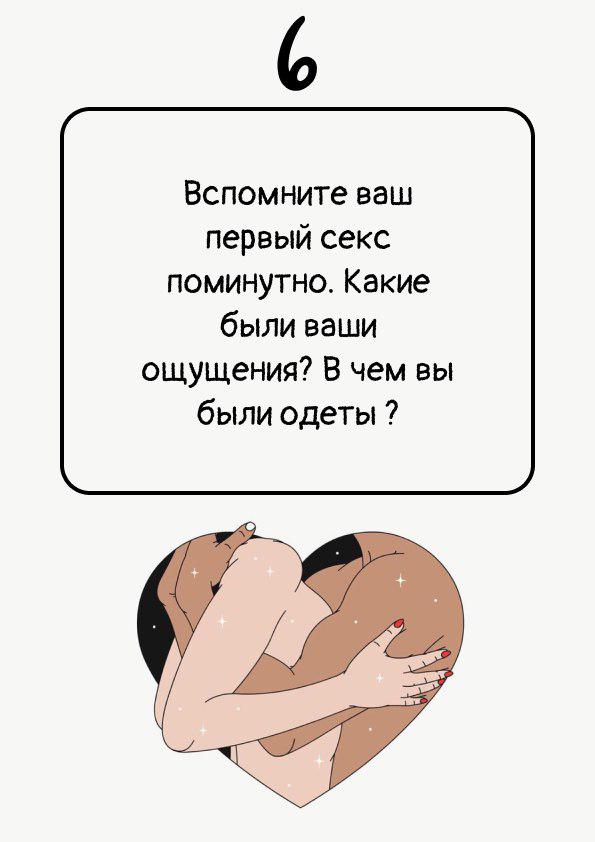 6
Вспомните ваш
первый секс
поминутно. Какие
были ваши
ощущения? В чем вы
были одеты ?